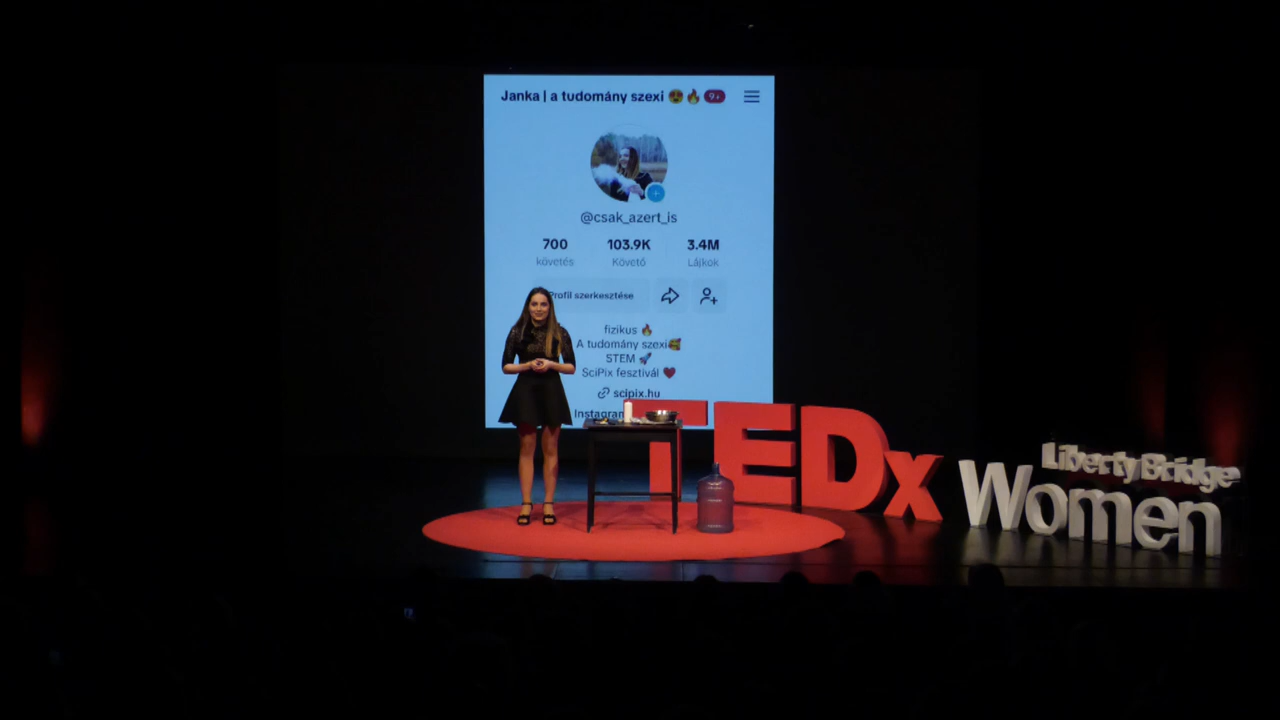 Janka | a tudomány szexi 😍🔥
@csak_azert_is
700 103.9K 3.4M
követés Követő Lájkok
Profil szerkesztése
fizikus 🔥
A tudomány szexi🥰
STEM 🚀
SciPix fesztivál ❤️
scipix.hu
TEDx
Liberty Bridge
Women